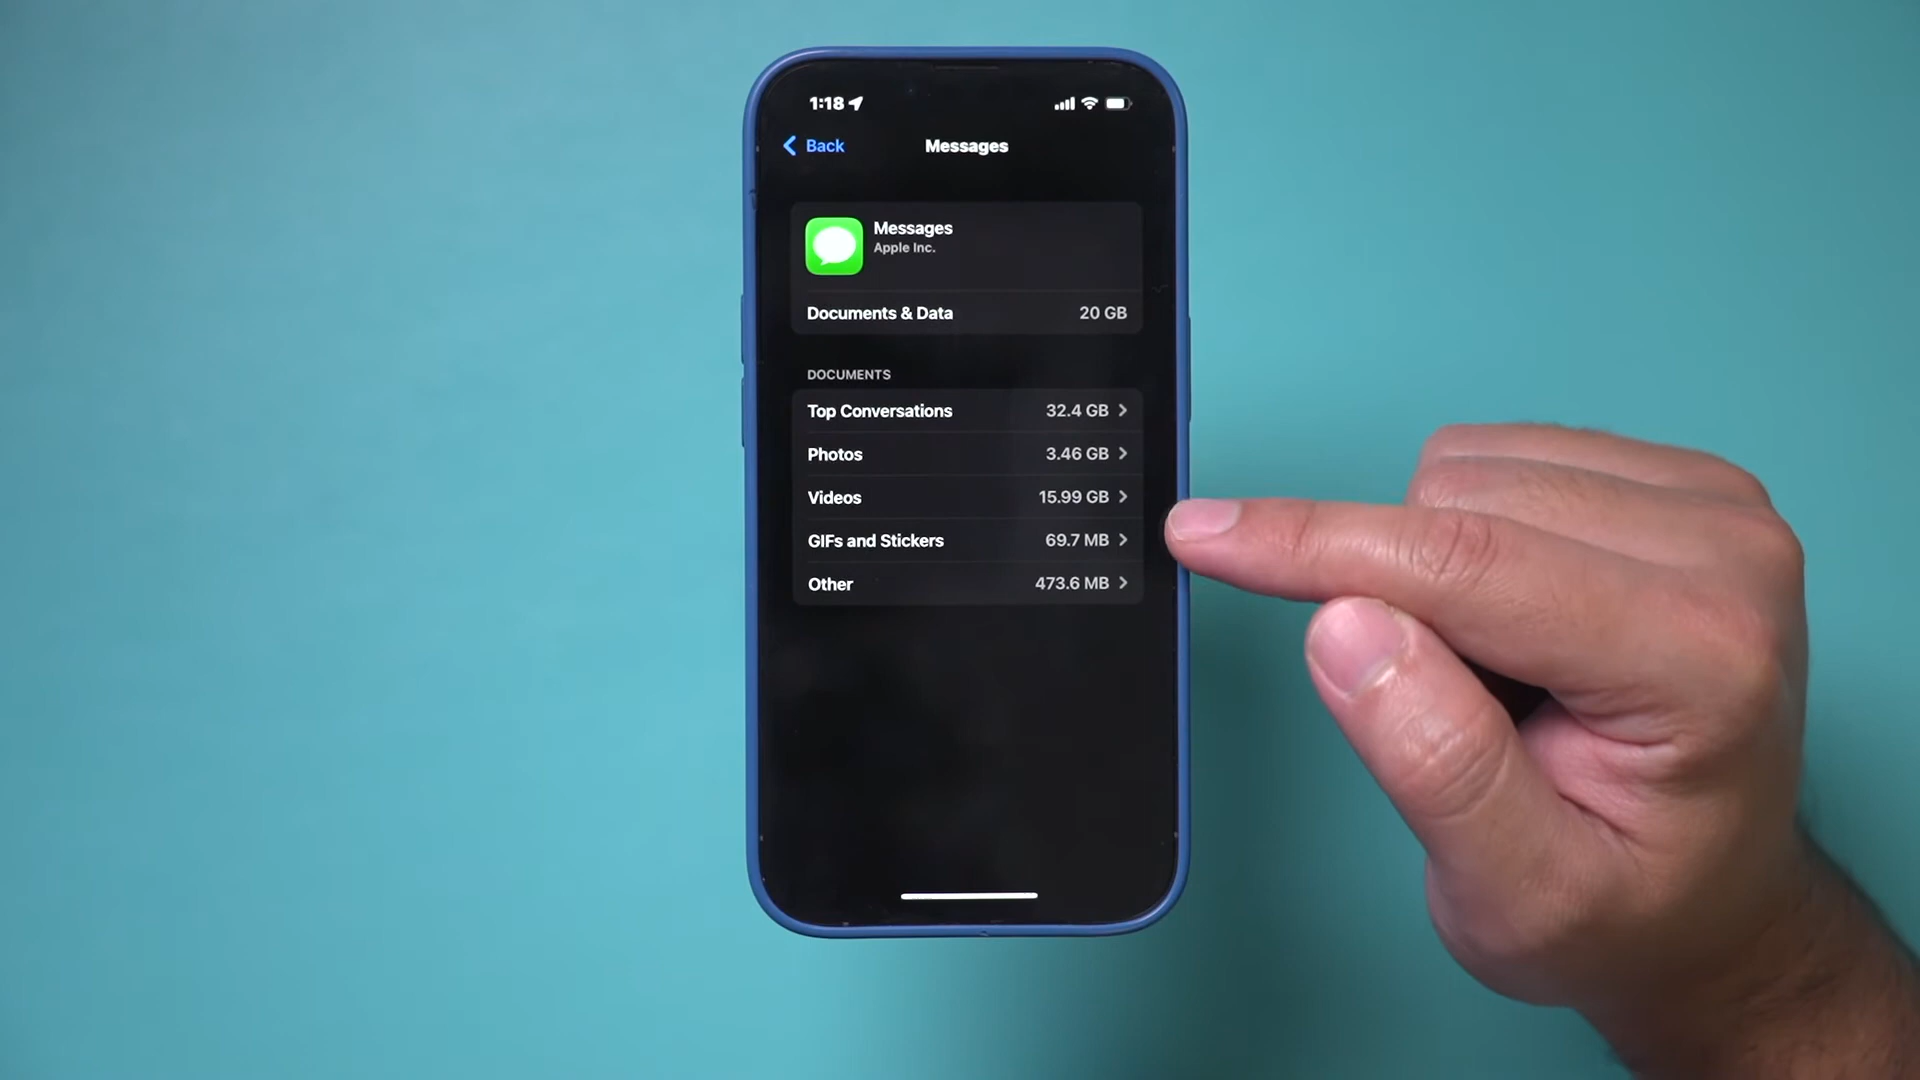 1:18
Back Messages
Messages
Apple Inc.
Documents & Data 20 GB
DOCUMENTS
Top Conversations 32.4 GB
Photos 3.46 GB
Videos 15.99 GB
GIFs and Stickers 69.7 MB
Other 473.6 MB